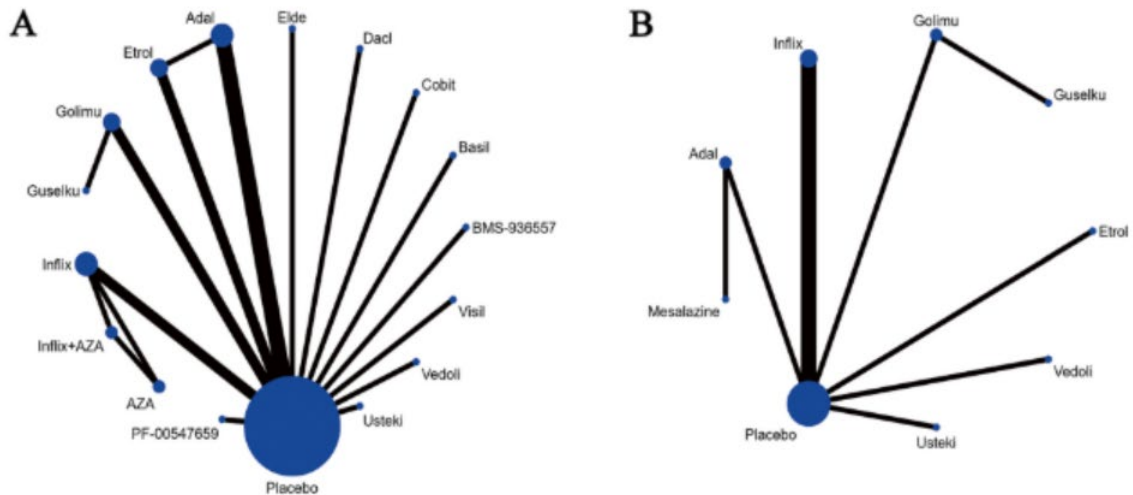 A
Adal
Elde
Dacl
Cobit
Basil
BMS-936557
Visil
Vedoli
Usteki
Placebo
PF-00547659
AZA
Inflix+AZA
Inflix
Guselku
Golimu
Etrol
B
Inflix
Golimu
Guselku
Etrol
Vedoli
Usteki
Placebo
Mesalazine
Adal